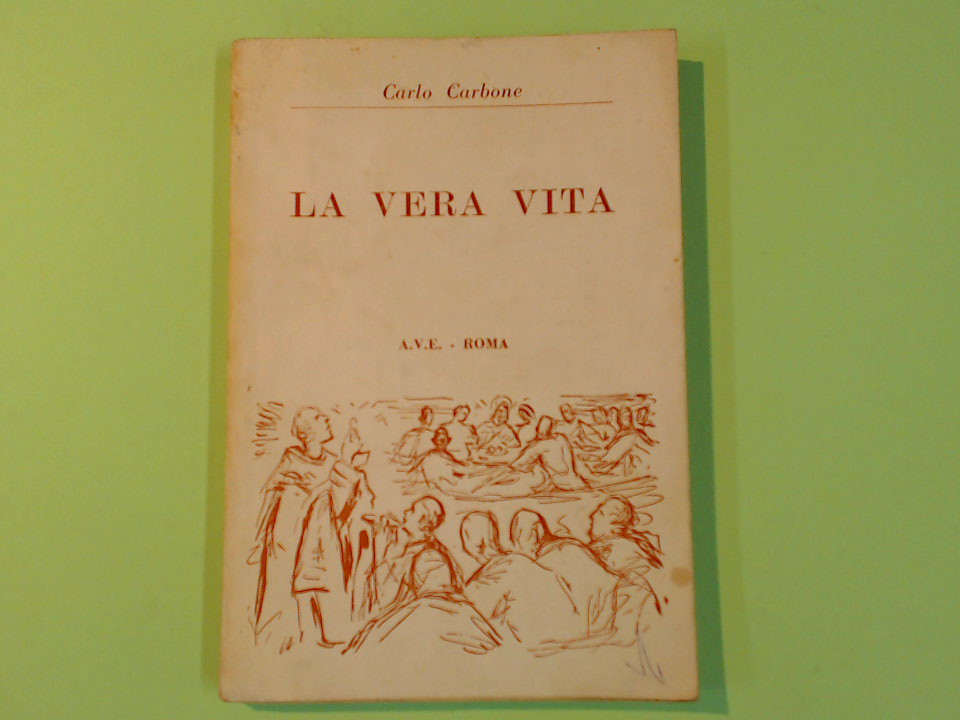 Carlo Carbone
LA VERA VITA
A.V.E. - ROMA